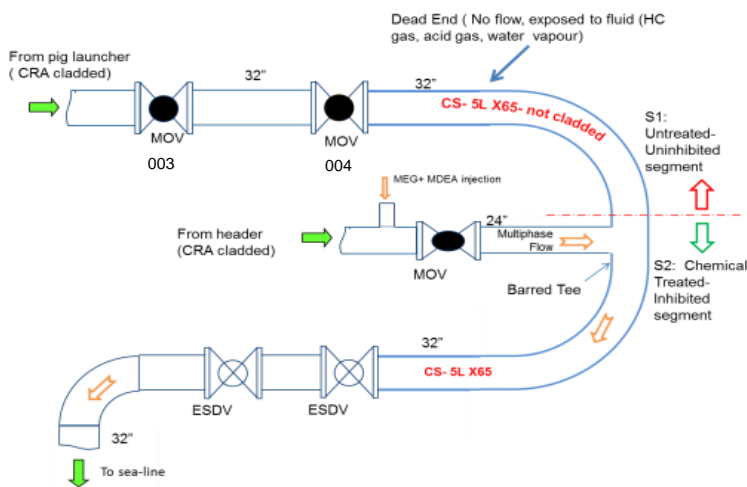 Dead End ( No flow, exposed to fluid (HC
gas, acid gas, water vapour)
From pig launcher
( CRA cladded)
32”
32”
CS- 5L X65- not cladded
S1:
Untreated-
Uninhibited
segment
MOV
003
MOV
004
MEG+ MDEA injection
24”
From header
(CRA cladded)
Multiphase
Flow
MOV
Barred Tee
S2: Chemical
Treated-
Inhibited
segment
32”
CS- 5L X65
ESDV
ESDV
32”
To sea-line